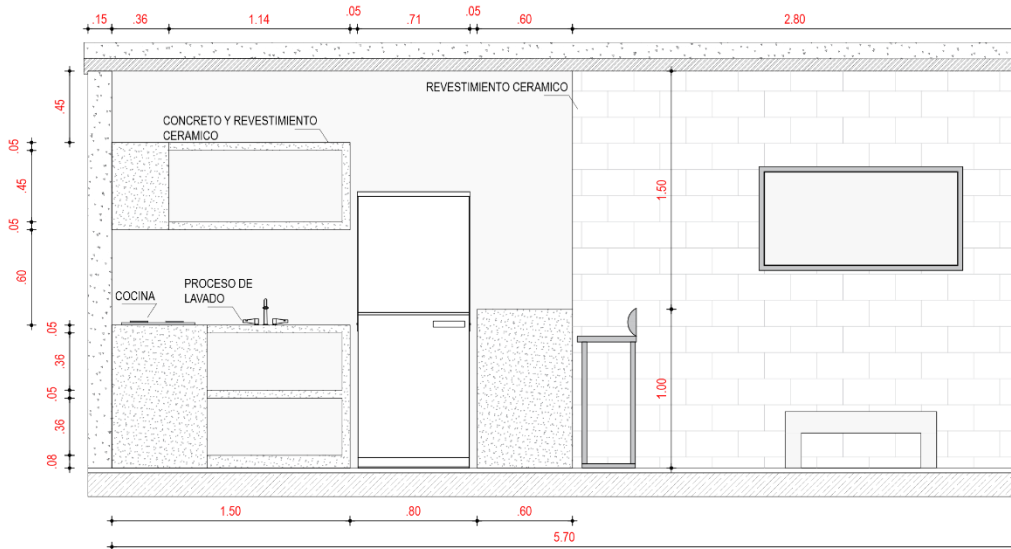 .15 .36 1.14 .05 .71 .05 .60 2.80
REVESTIMIENTO CERAMICO
.45
CONCRETO Y REVESTIMIENTO
CERAMICO
.05
.45
.05
.60
1.50
PROCESO DE
LAVADO
COCINA
.05
.36
.05
.36
.08
1.00
1.50 .80 .60
5.70